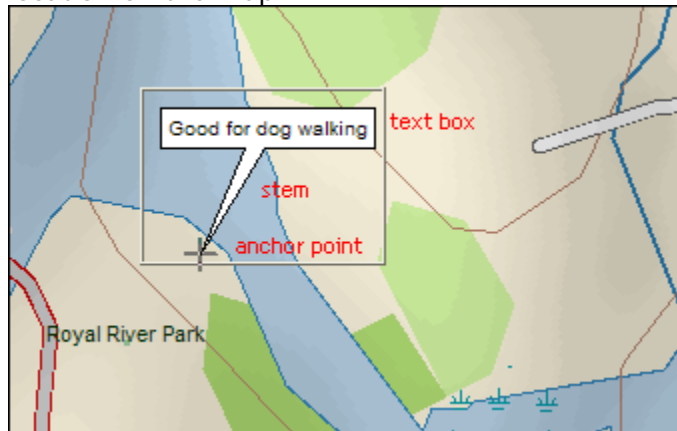 Good for dog walking
text box
stem
anchor point
Royal River Park